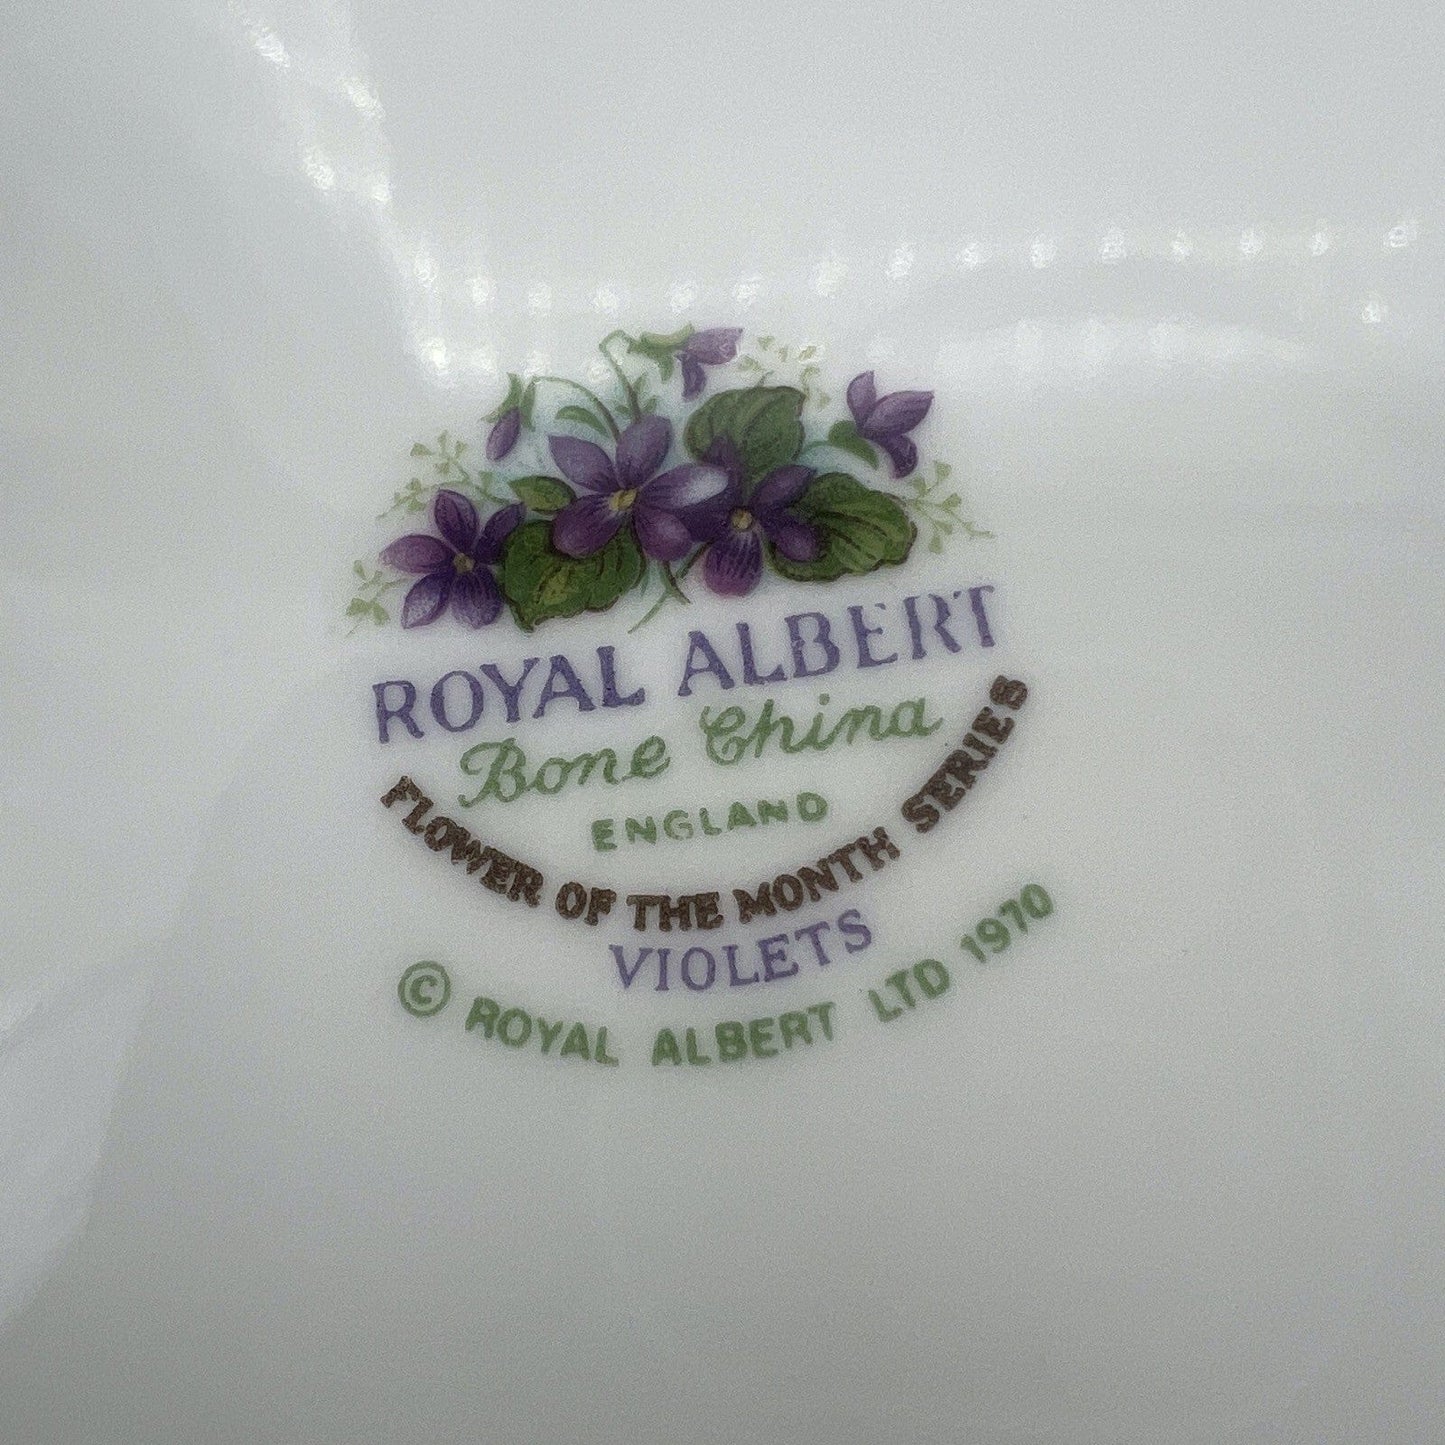 ROYAL ALBERT
Bone China
ENGLAND
FLOWER OF THE MONTH SERIES
VIOLETS
© ROYAL ALBERT LTD 1970